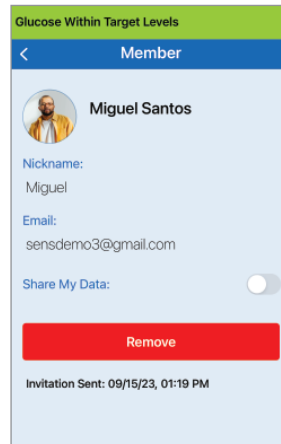 Glucose Within Target Levels
Member
Miguel Santos
Nickname:
Miguel
Email:
sensdemo3@gmail.com
Share My Data:
Remove
Invitation Sent: 09/15/23, 01:19 PM